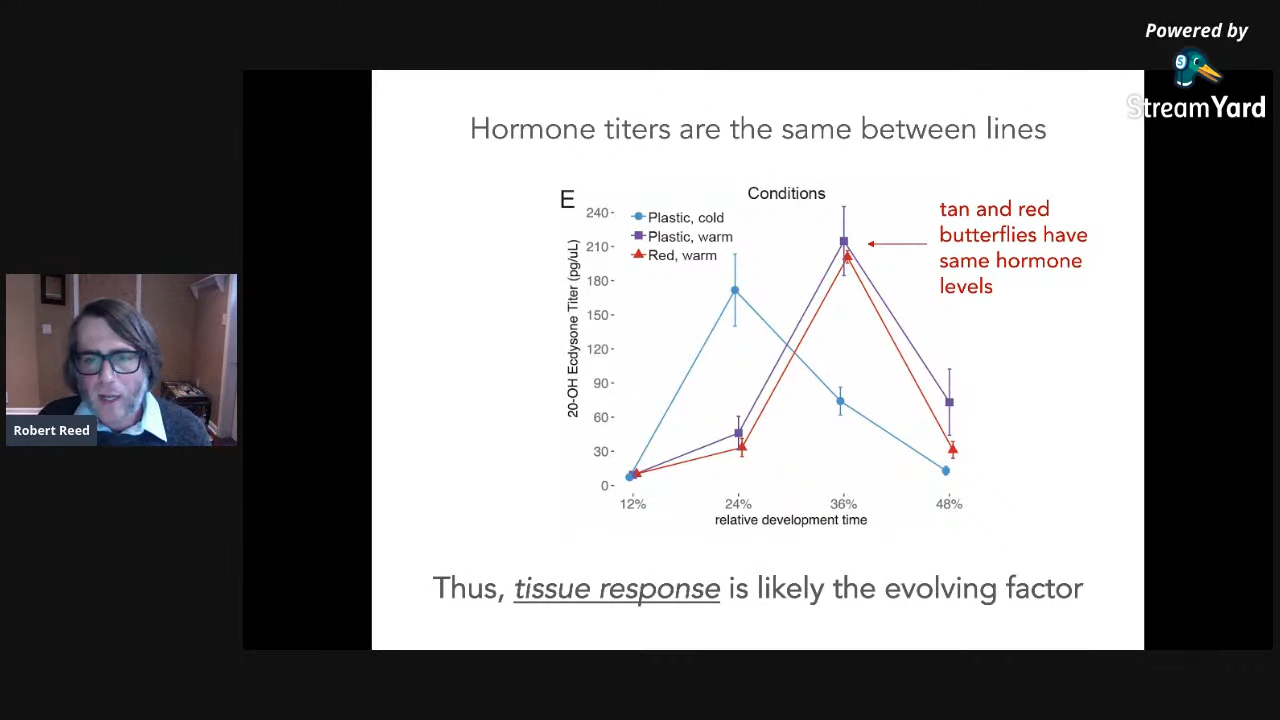 Powered by
StreamYard
Hormone titers are the same between lines
E
Conditions
Plastic, cold
Plastic, warm
Red, warm
20-OH Ecdysone Titer (pg/uL)
240
210
180
150
120
90
60
30
0
12%
24%
36%
48%
relative development time
tan and red
butterflies have
same hormone
levels
Thus, tissue response is likely the evolving factor
Robert Reed